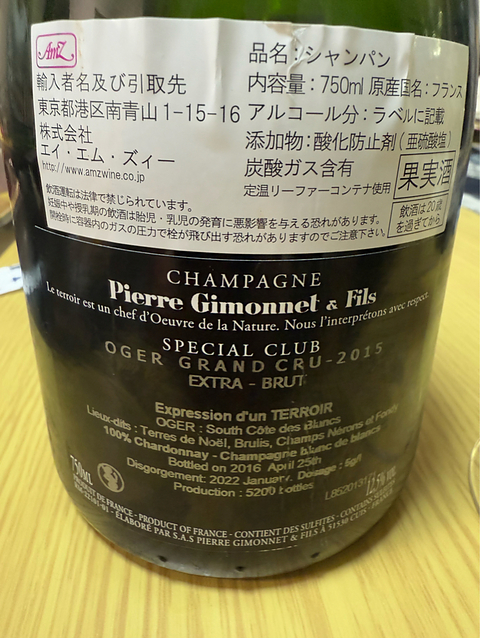 AmZ
品名:シャンパン
輸入者名及び引取先
内容量:750ml 原産国名:フランス
東京都港区南青山1-15-16
アルコール分:ラベルに記載
株式会社
添加物:酸化防止剤(亜硫酸塩)
エイ・エム・ズィー
炭酸ガス含有
http://www.amzwine.co.jp
定温リーファーコンテナ使用
果実酒
飲酒は20歳
を過ぎてから
飲酒運転は法律で禁じられています。
妊娠中や授乳期の飲酒は胎児・乳児の発育に悪影響を与える恐れがあります。
開栓時に容器内のガスの圧力で栓が飛び出す恐れがありますのでご注意下さい。
CHAMPAGNE
Pierre Gimonnet & Fils
Le terroir est un chef d'Oeuvre de la Nature. Nous l'interprétons avec respect.
SPECIAL CLUB
OGER GRAND CRU-2015
EXTRA - BRUT
Expression d'un TERROIR
OGER : South Côte des Blancs
Lieux-dits : Terres de Noël, Brulis, Champs Nérons et
100% Chardonnay - Champagne blanc de blancs
Bottled on 2016 April 25th
Disgorgement: 2022 January, Dosage : 5g/l
Production : 5200 bottles
750ML
12,5% VOL
PRODUIT DE FRANCE - PRODUCT OF FRANCE - CONTIENT DES SULFITES - CONTAINS
ÉLABORÉ PAR S.A.S PIERRE GIMONNET & FILS À 51530 CUIS - FRANCE